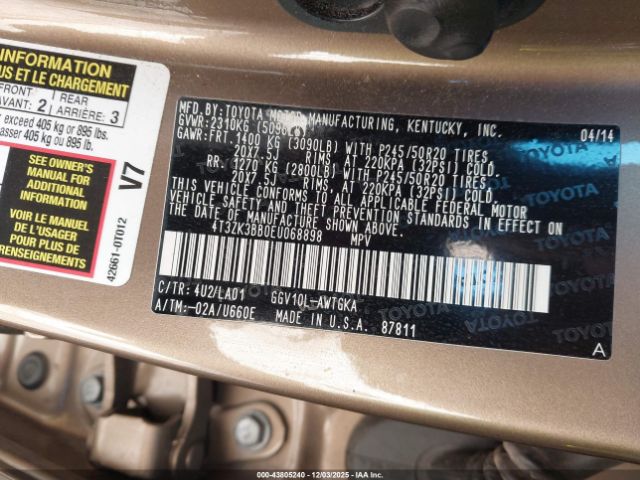 INFORMATION
US ET LE CHARGEMENT
FRONT
AVANT: 2
REAR
ARRIÈRE: 3
exceed 405 kg or 895 lbs.
asser 405 kg ou 895 lb.
SEE OWNER'S
MANUAL FOR
ADDITIONAL
INFORMATION
VOIR LE MANUEL
DE L'USAGER
POUR PLUS DE
RENSEIGNEMENTS
V7
42661-0T012
MFD. BY: TOYOTA MOTOR MANUFACTURING, KENTUCKY, INC. 04/14
GVWR: 2310KG (5090
GAWR: FRT. 1400 KG (3090LB) WITH P245/50R20 TIRES
20X7.5J RIMS, AT 220KPA (32PSI) COLD
RR. 1270 KG (2800LB) WITH P245/50R20 TIRES
20X7.5J RIMS, AT 220KPA (32PSI) COLD
THIS VEHICLE CONFORMS TO ALL APPLICABLE FEDERAL MOTOR
VEHICLE SAFETY AND THEFT PREVENTION STANDARDS IN EFFECT ON
THE DATE OF MANUFACTURE SHOWN ABOVE.
4T3ZK3BB0EU068898 MPV
C/TR: 4U2/LA01 GGV10L-AWTGKA
A/TM: -02A/U660E MADE IN U.S.A. 87811
A
TOYOTA
000-43805240 - 12/03/2025 - IAAI.COM